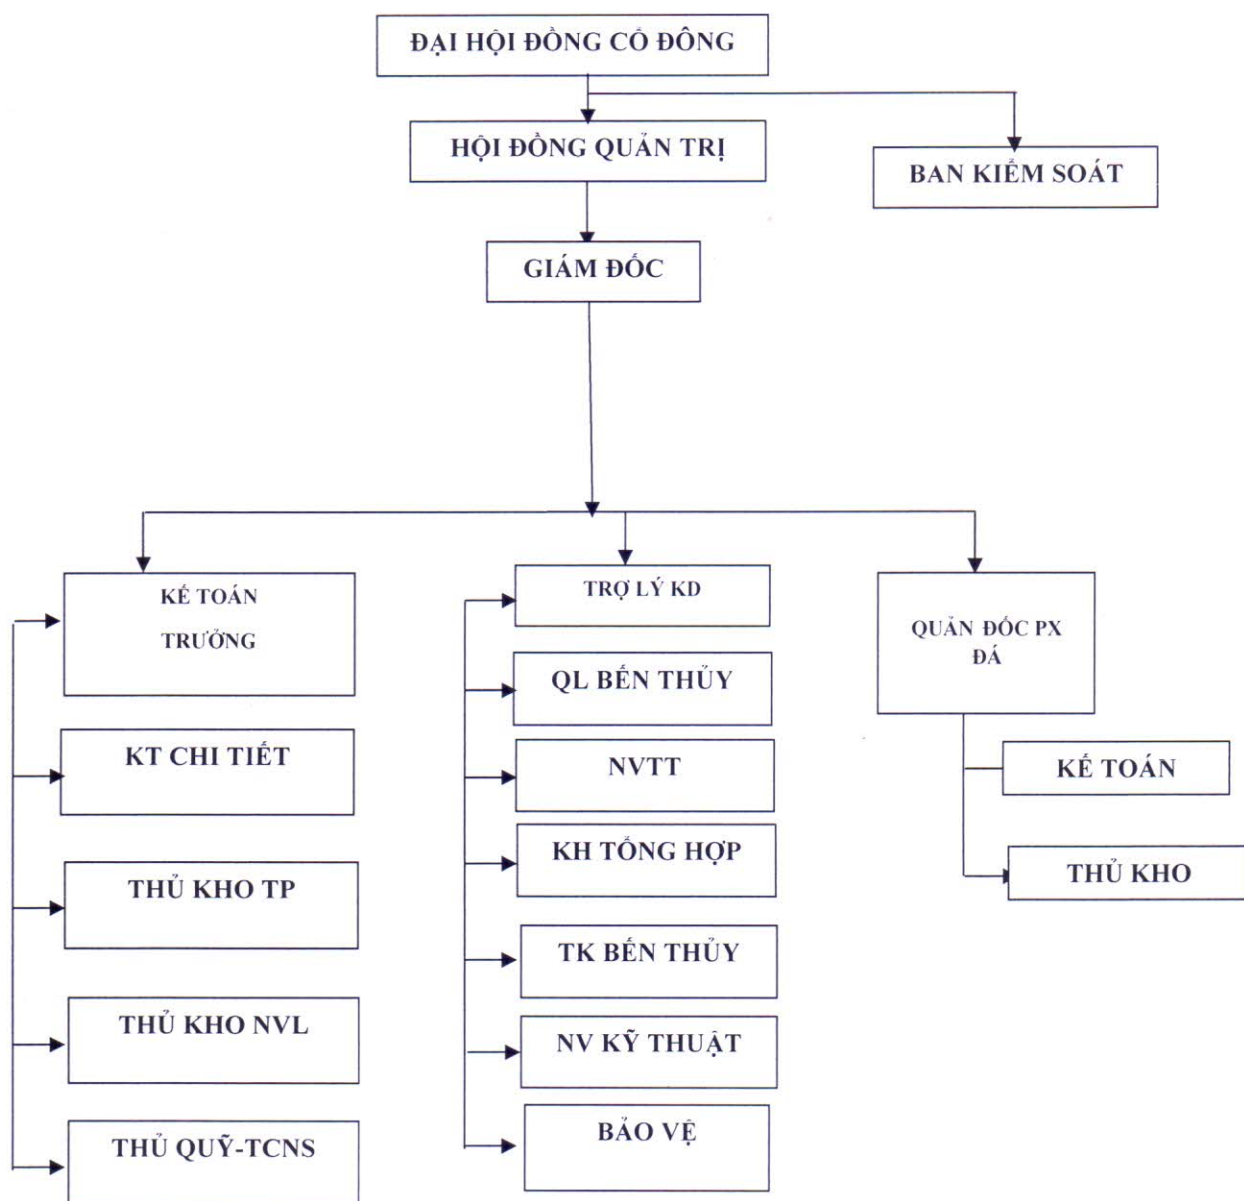 ĐẠI HỘI ĐỒNG CỔ ĐÔNG
HỘI ĐỒNG QUẢN TRỊ
BAN KIỂM SOÁT
GIÁM ĐỐC
KẾ TOÁN
TRƯỞNG
KT CHI TIẾT
THỦ KHO TP
THỦ KHO NVL
THỦ QUỸ-TCNS
TRỢ LÝ KD
QL BẾN THỦY
NVTT
KH TỔNG HỢP
TK BẾN THỦY
NV KỸ THUẬT
BẢO VỆ
QUẢN ĐỐC PX
ĐÁ
KẾ TOÁN
THỦ KHO